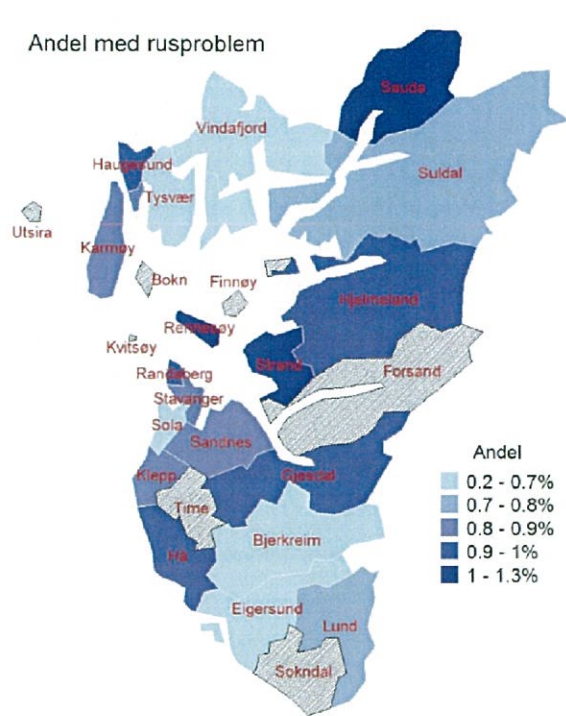 Andel med rusproblem
Sauda
Vindafjord
Haugesund
Suldal
Tysvær
Utsira
Karmøy
Bokn
Finnøy
Hjelmeland
Rennesøy
Kvitsøy
Strand
Forsand
Randaberg
Stavanger
Sola
Sandnes
Klepp
Gjesdal
Time
Bjerkreim
Hå
Eigersund
Lund
Sokndal
Andel
0.2 - 0.7%
0.7 - 0.8%
0.8 - 0.9%
0.9 - 1%
1 - 1.3%